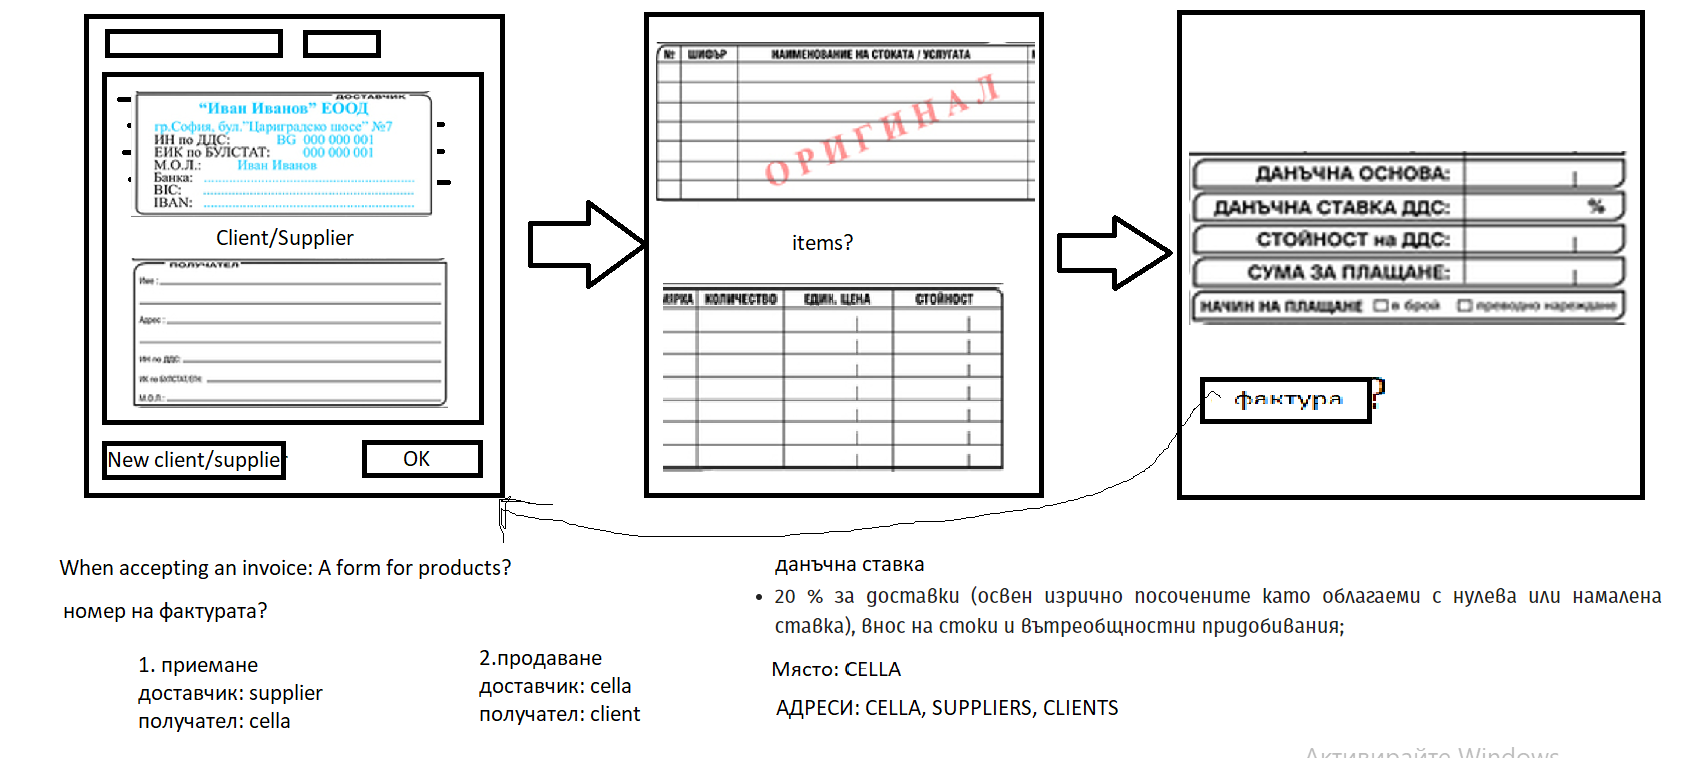 ДОСТАВЧИК
“Иван Иванов” ЕООД
гр.София, бул.”Цариградско шосе” №7
ИН по ДДС: BG 000 000 001
ЕИК по БУЛСТАТ: 000 000 001
М.О.Л.: Иван Иванов
Банка:
BIC:
IBAN:
Client/Supplier
ПОЛУЧАТЕЛ
Име :
Адрес :
ИН по ДДС:
ИК по БУЛСТАТ/ЕГН:
М.О.Л.:
New client/supplier
OK
№ ШИФЪР НАИМЕНОВАНИЕ НА СТОКАТА / УСЛУГАТА
ОРИГИНАЛ
items?
МЯРКА КОЛИЧЕСТВО ЕДИН. ЦЕНА СТОЙНОСТ
ДАНЪЧНА ОСНОВА:
ДАНЪЧНА СТАВКА ДДС: %
СТОЙНОСТ на ДДС:
СУМА ЗА ПЛАЩАНЕ:
НАЧИН НА ПЛАЩАНЕ в брой преводно нареждане
фактура?
When accepting an invoice: A form for products?
номер на фактурата?
1. приемане
доставчик: supplier
получател: cella
2.продаване
доставчик: cella
получател: client
данъчна ставка
• 20 % за доставки (освен изрично посочените като облагаеми с нулева или намалена
ставка), внос на стоки и вътреобщностни придобивания;
Място: CELLA
АДРЕСИ: CELLA, SUPPLIERS, CLIENTS
Активирайте Windows